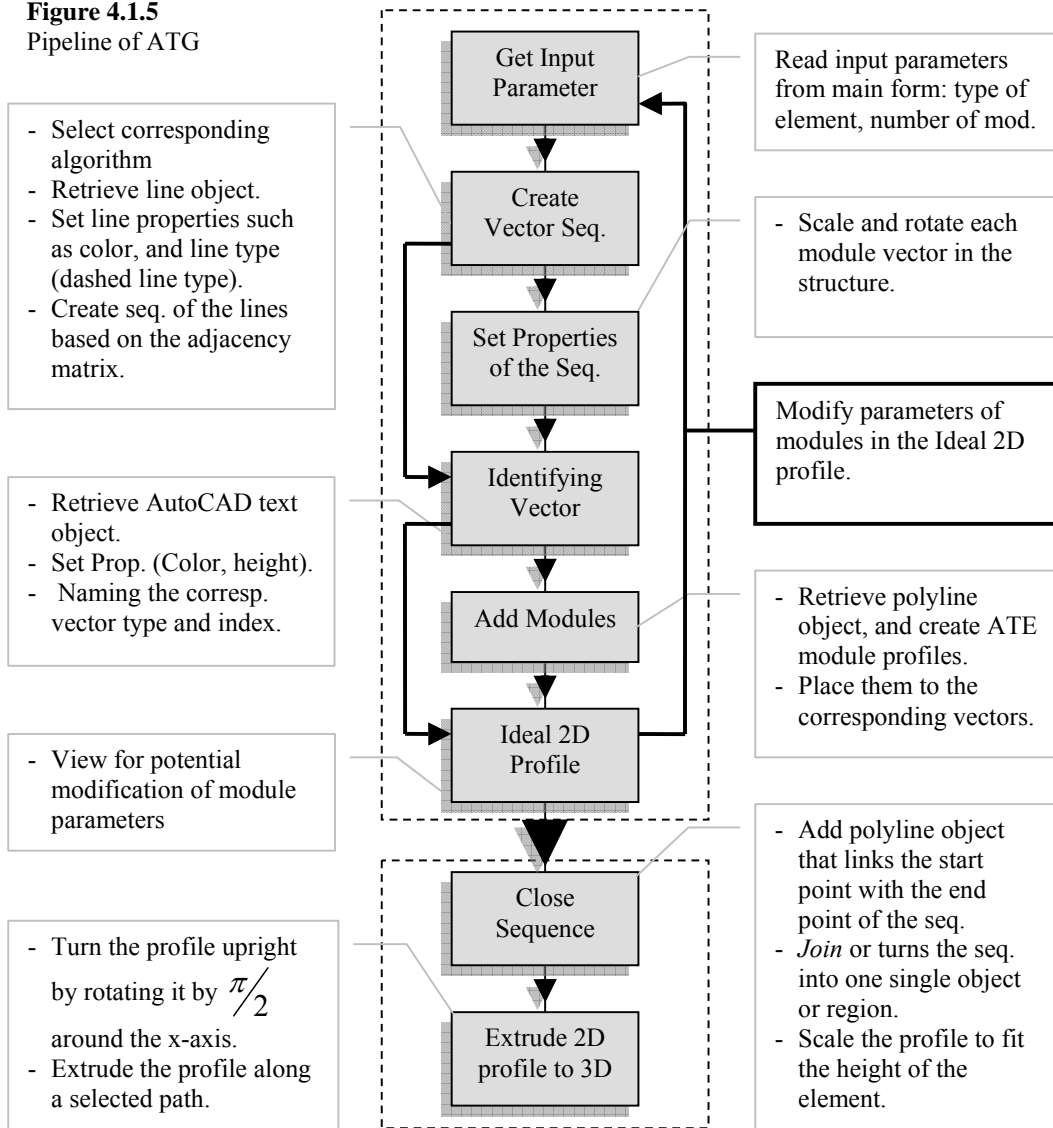 Figure 4.1.5
Pipeline of ATG
Get Input
Parameter
Read input parameters
from main form: type of
element, number of mod.
- Select corresponding
algorithm
- Retrieve line object.
- Set line properties such
as color, and line type
(dashed line type).
- Create seq. of the lines
based on the adjacency
matrix.
Create
Vector Seq.
- Scale and rotate each
module vector in the
structure.
Set Properties
of the Seq.
Modify parameters of
modules in the Ideal 2D
profile.
Identifying
Vector
- Retrieve AutoCAD text
object.
- Set Prop. (Color, height).
- Naming the corresp.
vector type and index.
Add Modules
- Retrieve polyline
object, and create ATE
module profiles.
- Place them to the
corresponding vectors.
Ideal 2D
Profile
- View for potential
modification of module
parameters
Close
Sequence
- Add polyline object
that links the start
point with the end
point of the seq.
- Join or turns the seq.
into one single object
or region.
- Scale the profile to fit
the height of the
element.
- Turn the profile upright
by rotating it by π/2
around the x-axis.
- Extrude the profile along
a selected path.
Extrude 2D
profile to 3D